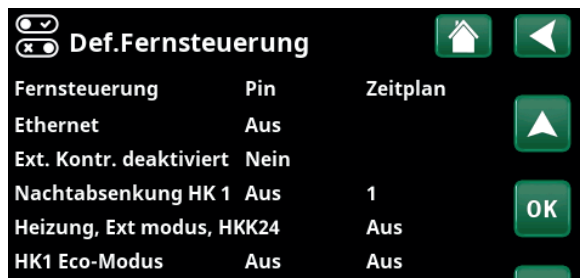 Def.Fernsteuerung
Fernsteuerung Pin Zeitplan
Ethernet Aus
Ext. Kontr. deaktiviert Nein
Nachtabsenkung HK 1 Aus 1
OK
Heizung, Ext modus, HKK24 Aus
HK1 Eco-Modus Aus Aus